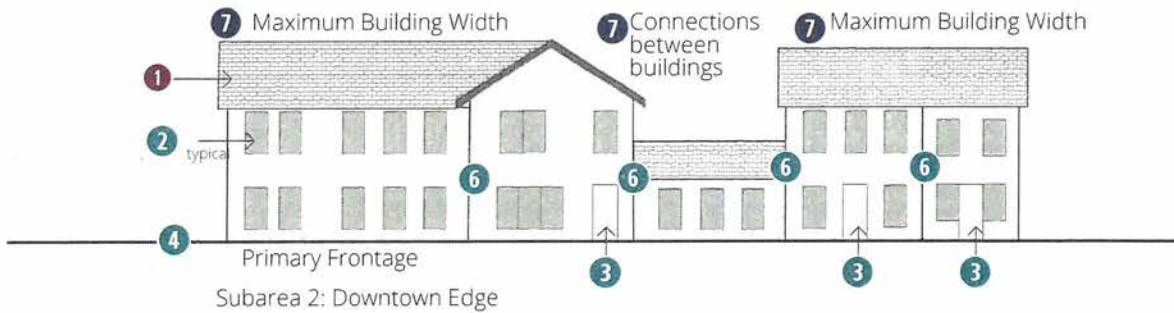 7 Maximum Building Width
7 Connections
between
buildings
7 Maximum Building Width
1
2
typical
6
6
6
6
4
Primary Frontage
3
3
3
Subarea 2: Downtown Edge